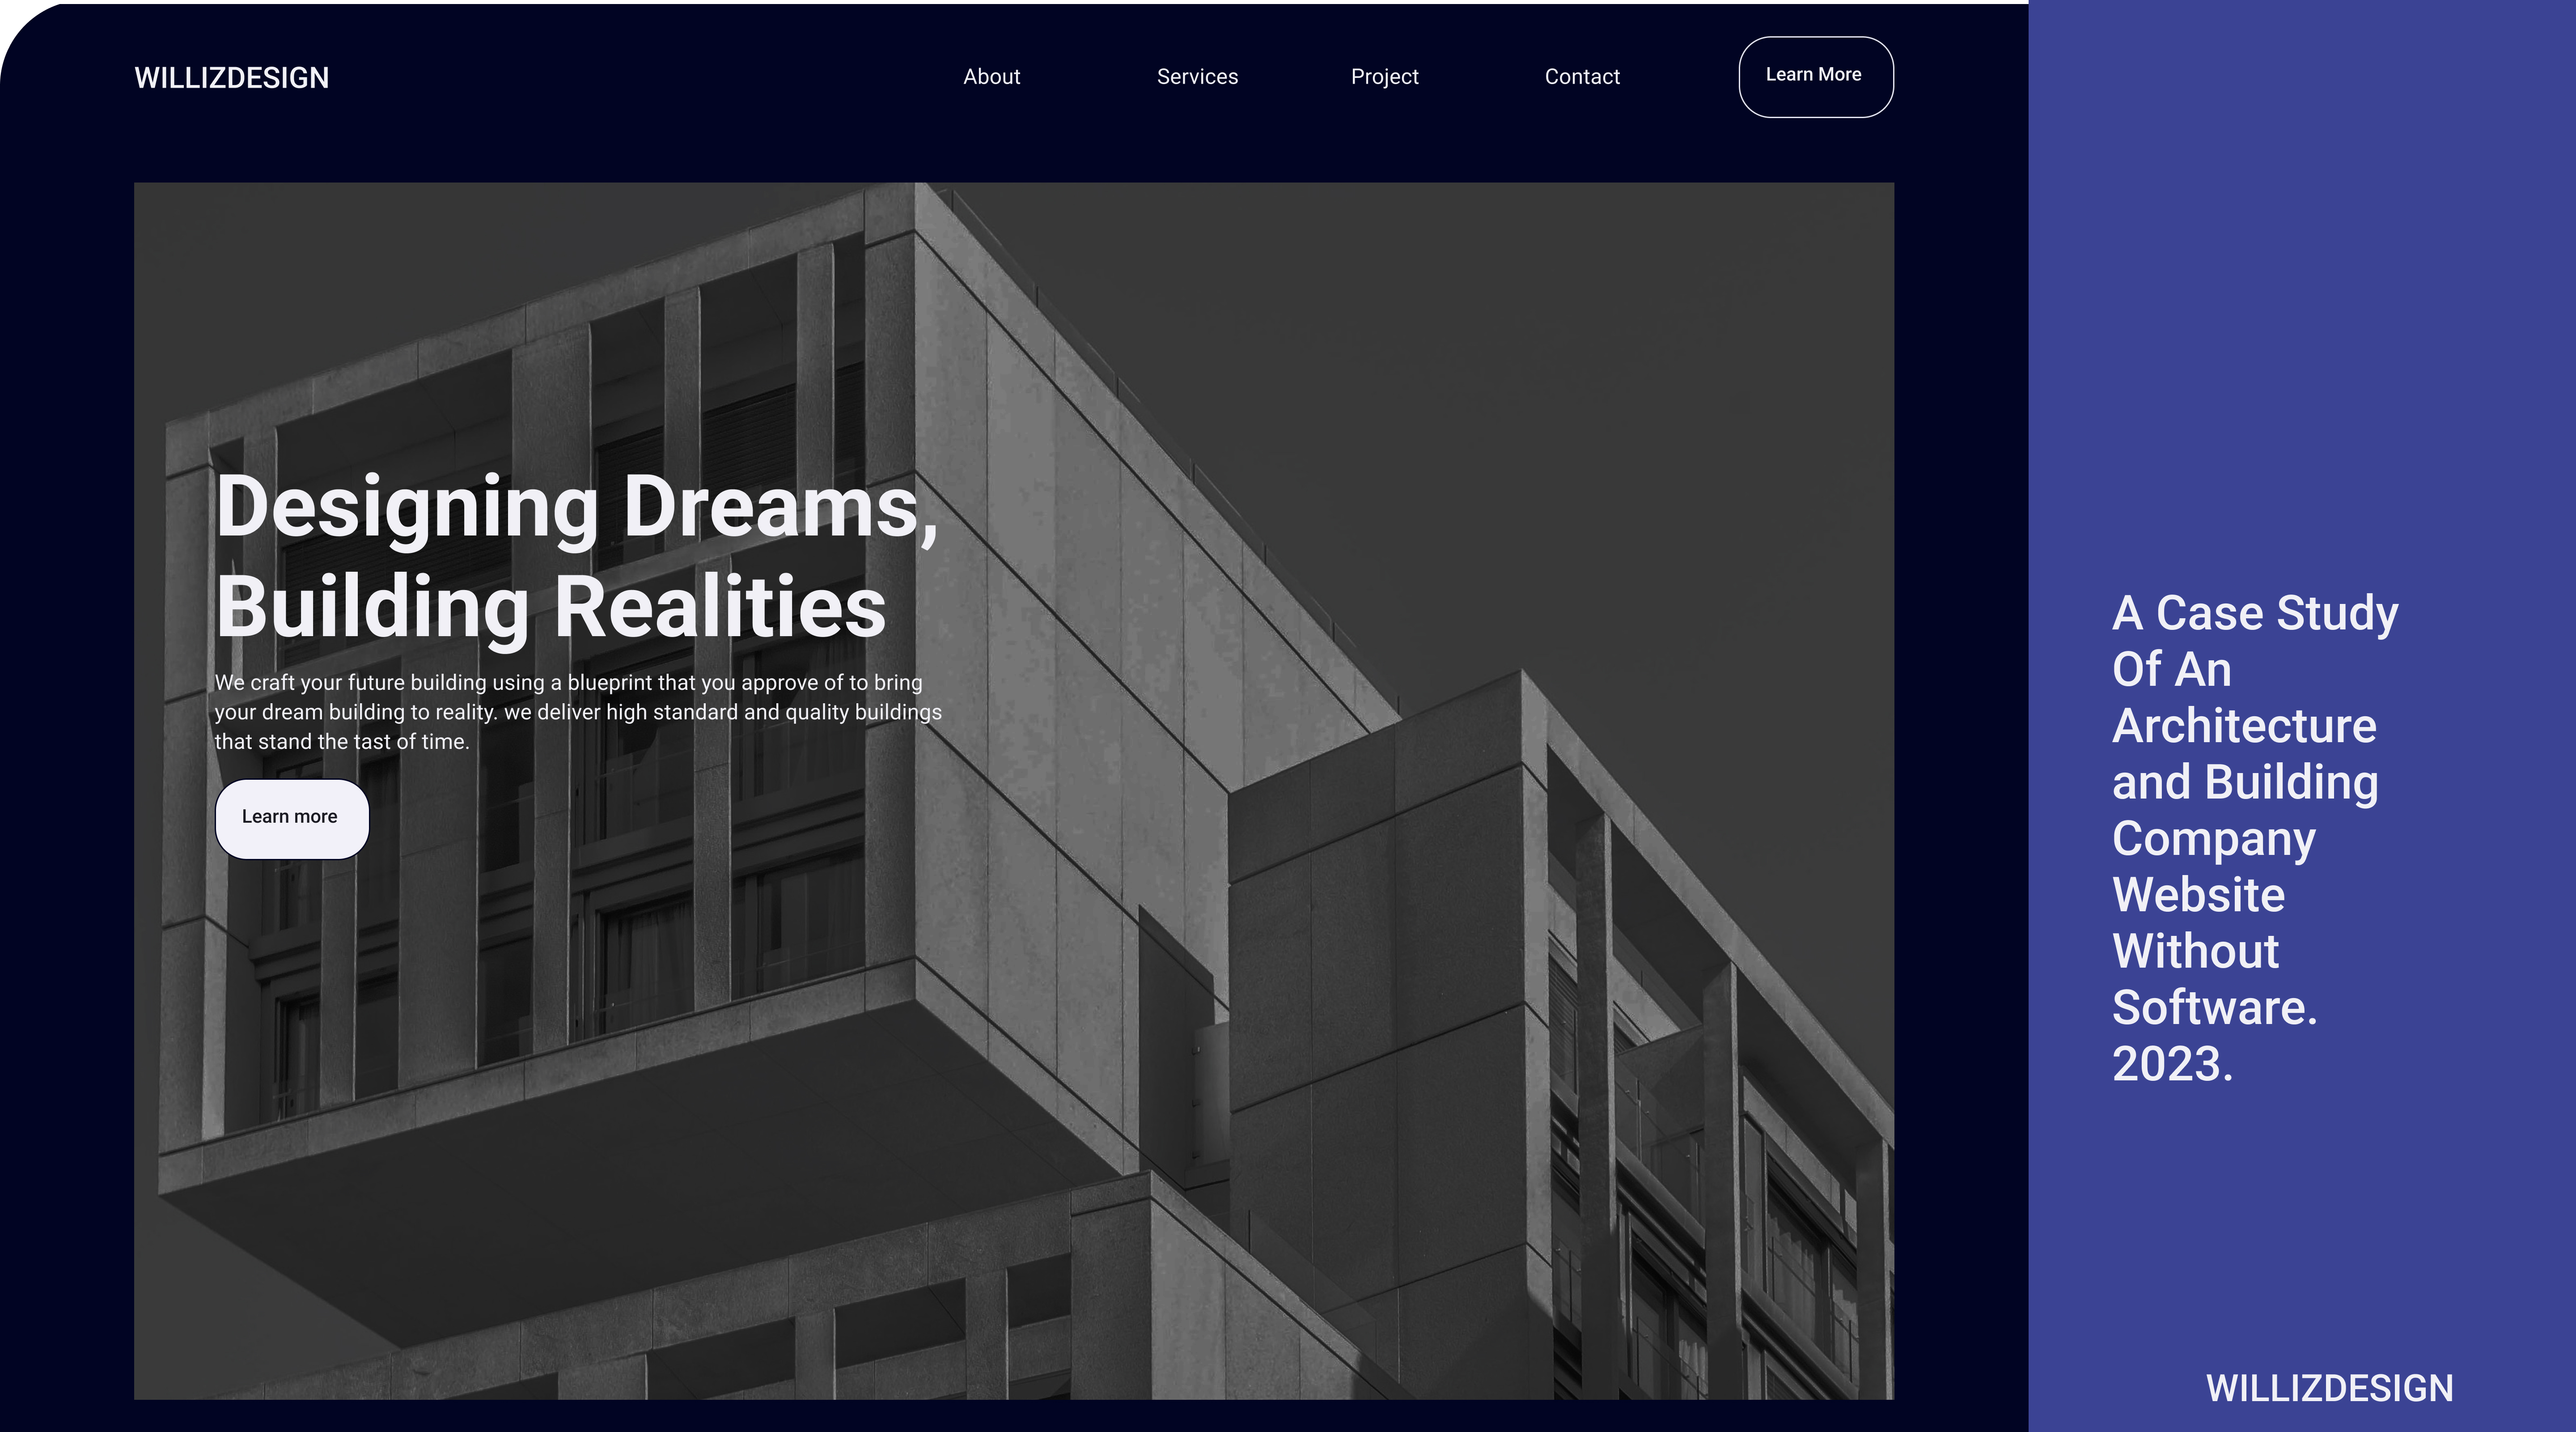 WILLIZDESIGN
About
Services
Project
Contact
Learn More
Designing Dreams,
Building Realities
We craft your future building using a blueprint that you approve of to bring
your dream building to reality. we deliver high standard and quality buildings
that stand the tast of time.
Learn more
A Case Study
Of An
Architecture
and Building
Company
Website
Without
Software.
2023.
WILLIZDESIGN